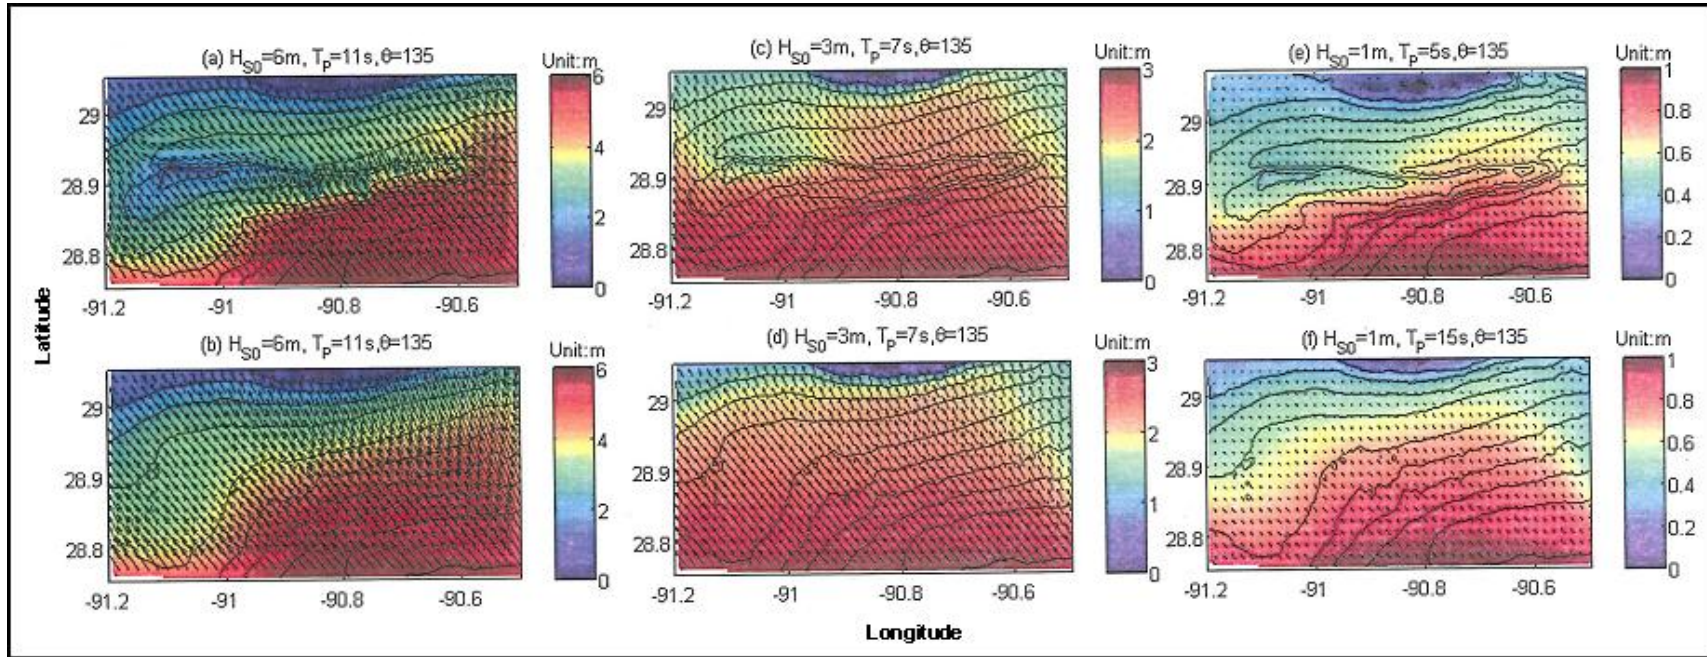 (a) H_S0=6m, T_P=11s,θ=135
Unit:m
6
4
2
0
29
28.9
28.8
-91.2 -91 -90.8 -90.6
(c) H_S0=3m, T_P=7s,θ=135
Unit:m
3
2
1
0
29
28.9
28.8
-91.2 -91 -90.8 -90.6
(e) H_S0=1m, T_P=5s,θ=135
Unit:m
1
0.8
0.6
0.4
0.2
0
29
28.9
28.8
-91.2 -91 -90.8 -90.6
Latitude
(b) H_S0=6m, T_P=11s,θ=135
Unit:m
6
4
2
0
29
28.9
28.8
-91.2 -91 -90.8 -90.6
(d) H_S0=3m, T_P=7s,θ=135
Unit:m
3
2
1
0
29
28.9
28.8
-91.2 -91 -90.8 -90.6
(f) H_S0=1m, T_P=15s,θ=135
Unit:m
1
0.8
0.6
0.4
0.2
0
29
28.9
28.8
-91.2 -91 -90.8 -90.6
Longitude